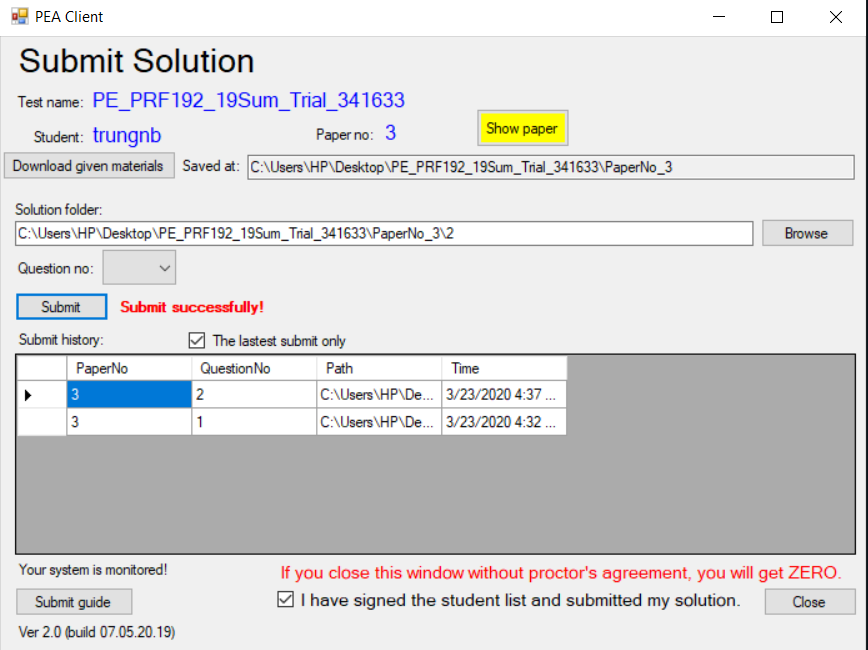 PEA Client
Submit Solution
Test name: PE_PRF192_19Sum_Trial_341633
Student: trungnb Paper no: 3 Show paper
Download given materials Saved at: C:\Users\HP\Desktop\PE_PRF192_19Sum_Trial_341633\PaperNo_3
Solution folder:
C:\Users\HP\Desktop\PE_PRF192_19Sum_Trial_341633\PaperNo_3\2 Browse
Question no:
Submit Submit successfully!
Submit history: The lastest submit only
PaperNo QuestionNo Path Time
3 2 C:\Users\HP\De... 3/23/2020 4:37 ...
3 1 C:\Users\HP\De... 3/23/2020 4:32 ...
Your system is monitored! If you close this window without proctor's agreement, you will get ZERO.
Submit guide I have signed the student list and submitted my solution. Close
Ver 2.0 (build 07.05.20.19)